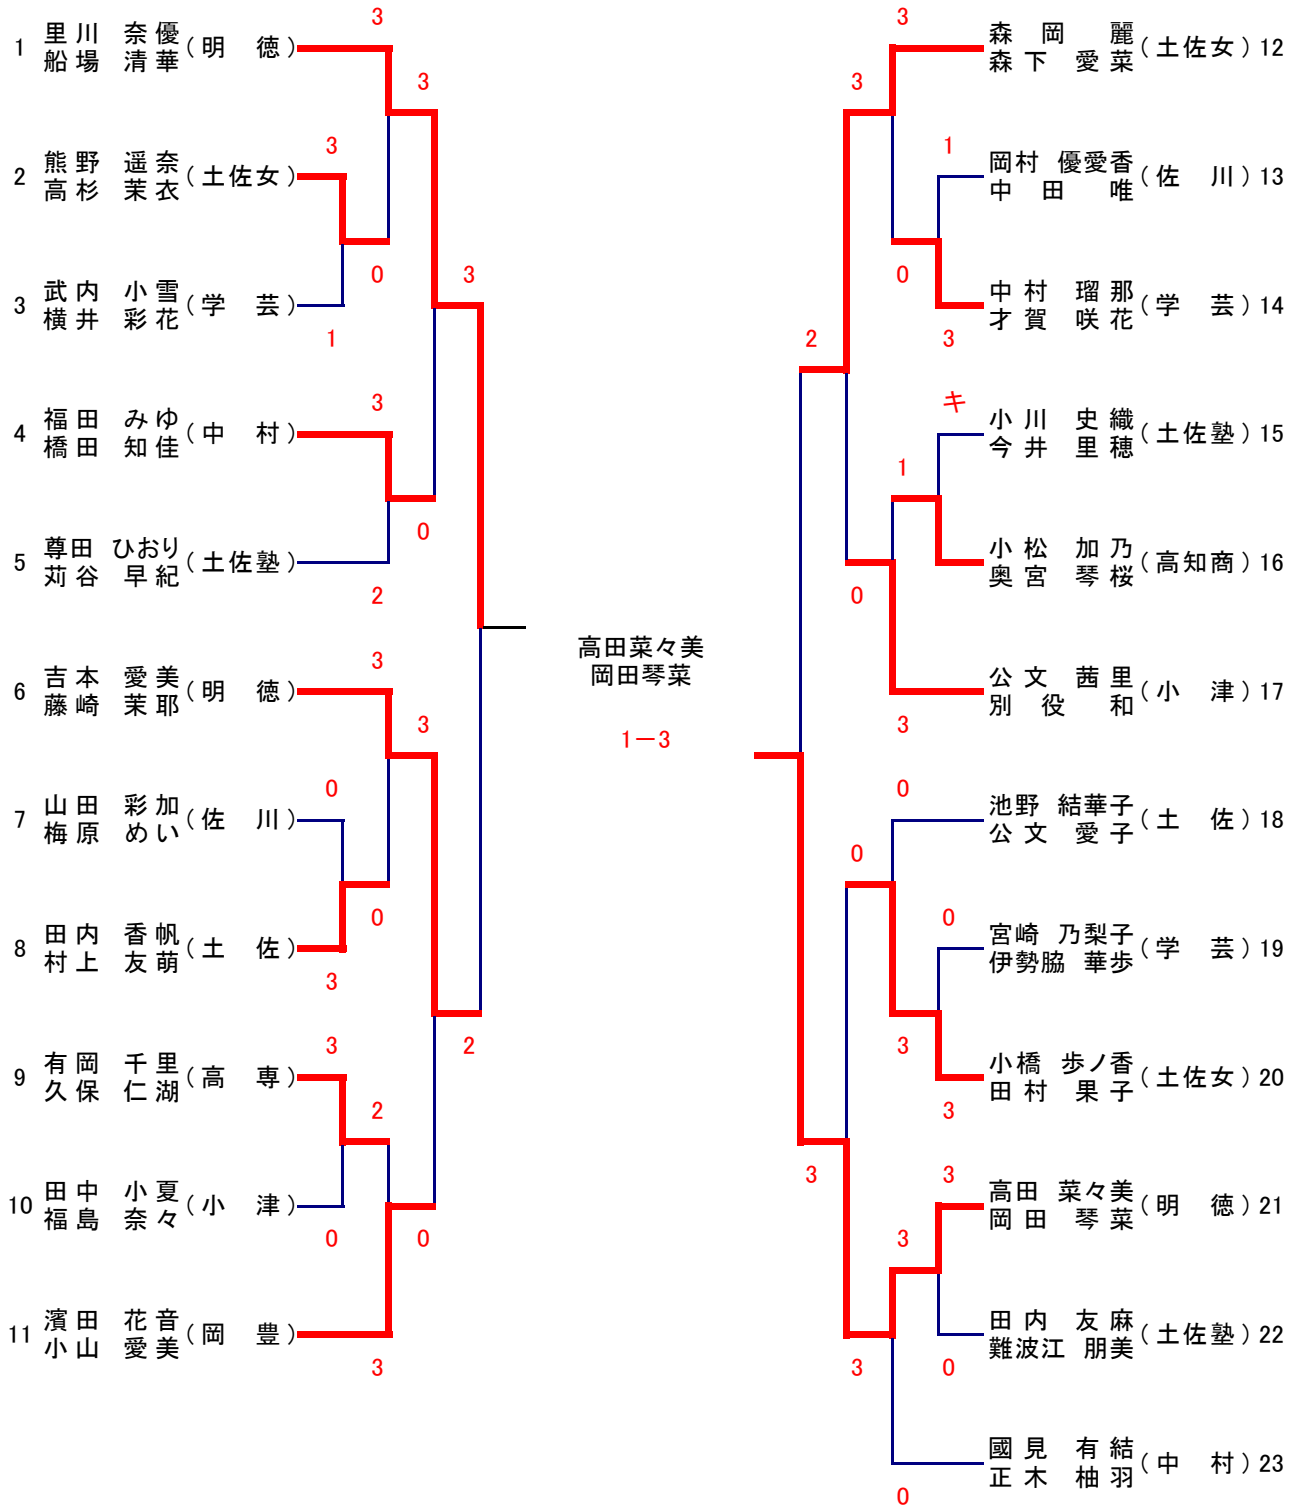 3
1 里川 奈優 (明 徳)
船場 清華
3
3
2 熊野 遥奈 (土佐女)
高杉 茉衣
0
3
3 武内 小雪 (学 芸)
横井 彩花
1
3
4 福田 みゆ (中 村)
橋田 知佳
0
5 尊田 ひおり (土佐塾)
苅谷 早紀
2
3
6 吉本 愛美 (明 徳)
藤崎 茉耶
3
0
7 山田 彩加 (佐 川)
梅原 めい
0
8 田内 香帆 (土 佐)
村上 友萌
3
3
2
9 有岡 千里 (高 専)
久保 仁湖
2
10 田中 小夏 (小 津)
福島 奈々
0
0
11 濱田 花音 (岡 豊)
小山 愛美
3
高田菜々美
岡田琴菜
1－3
3
森岡 麗 (土佐女) 12
森下 愛菜
3
1
岡村 優愛香 (佐 川) 13
中田 唯
0
中村 瑠那 (学 芸) 14
才賀 咲花
3
2
キ
小川 史織 (土佐塾) 15
今井 里穂
1
小松 加乃 (高知商) 16
奥宮 琴桜
0
公文 茜里 (小 津) 17
別役 和
3
0
池野 結華子 (土 佐) 18
公文 愛子
0
0
宮崎 乃梨子 (学 芸) 19
伊勢脇 華歩
3
小橋 歩ノ香 (土佐女) 20
田村 果子
3
3
3
高田 菜々美 (明 徳) 21
岡田 琴菜
3
田内 友麻 (土佐塾) 22
難波江 朋美
3
0
國見 有結 (中 村) 23
正木 柚羽
0